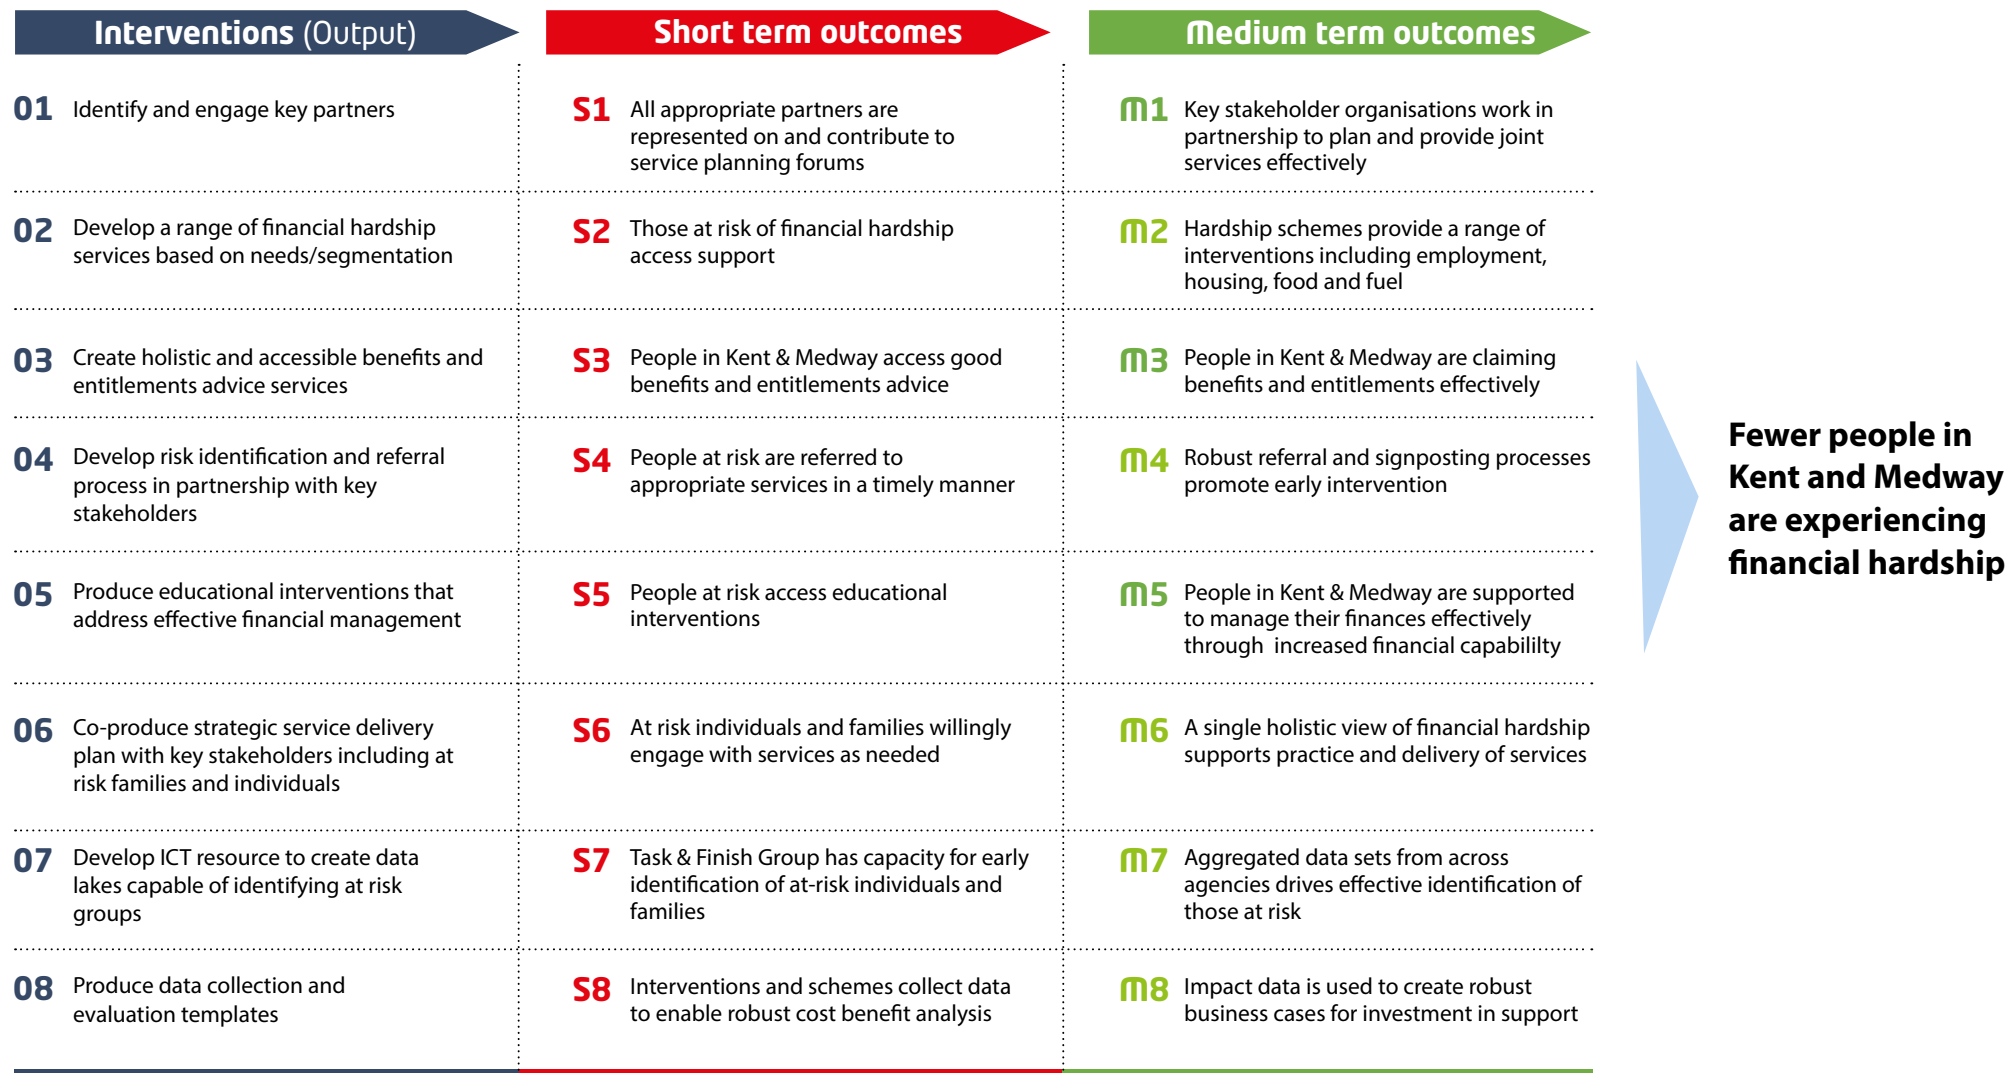 Interventions (Output)
Short term outcomes
Medium term outcomes
01 Identify and engage key partners
S1 All appropriate partners are
represented on and contribute to
service planning forums
M1 Key stakeholder organisations work in
partnership to plan and provide joint
services effectively
02 Develop a range of financial hardship
services based on needs/segmentation
S2 Those at risk of financial hardship
access support
M2 Hardship schemes provide a range of
interventions including employment,
housing, food and fuel
03 Create holistic and accessible benefits and
entitlements advice services
S3 People in Kent & Medway access good
benefits and entitlements advice
M3 People in Kent & Medway are claiming
benefits and entitlements effectively
04 Develop risk identification and referral
process in partnership with key
stakeholders
S4 People at risk are referred to
appropriate services in a timely manner
M4 Robust referral and signposting processes
promote early intervention
05 Produce educational interventions that
address effective financial management
S5 People at risk access educational
interventions
M5 People in Kent & Medway are supported
to manage their finances effectively
through increased financial capabililty
06 Co-produce strategic service delivery
plan with key stakeholders including at
risk families and individuals
S6 At risk individuals and families willingly
engage with services as needed
M6 A single holistic view of financial hardship
supports practice and delivery of services
07 Develop ICT resource to create data
lakes capable of identifying at risk
groups
S7 Task & Finish Group has capacity for early
identification of at-risk individuals and
families
M7 Aggregated data sets from across
agencies drives effective identification of
those at risk
08 Produce data collection and
evaluation templates
S8 Interventions and schemes collect data
to enable robust cost benefit analysis
M8 Impact data is used to create robust
business cases for investment in support
Fewer people in
Kent and Medway
are experiencing
financial hardship